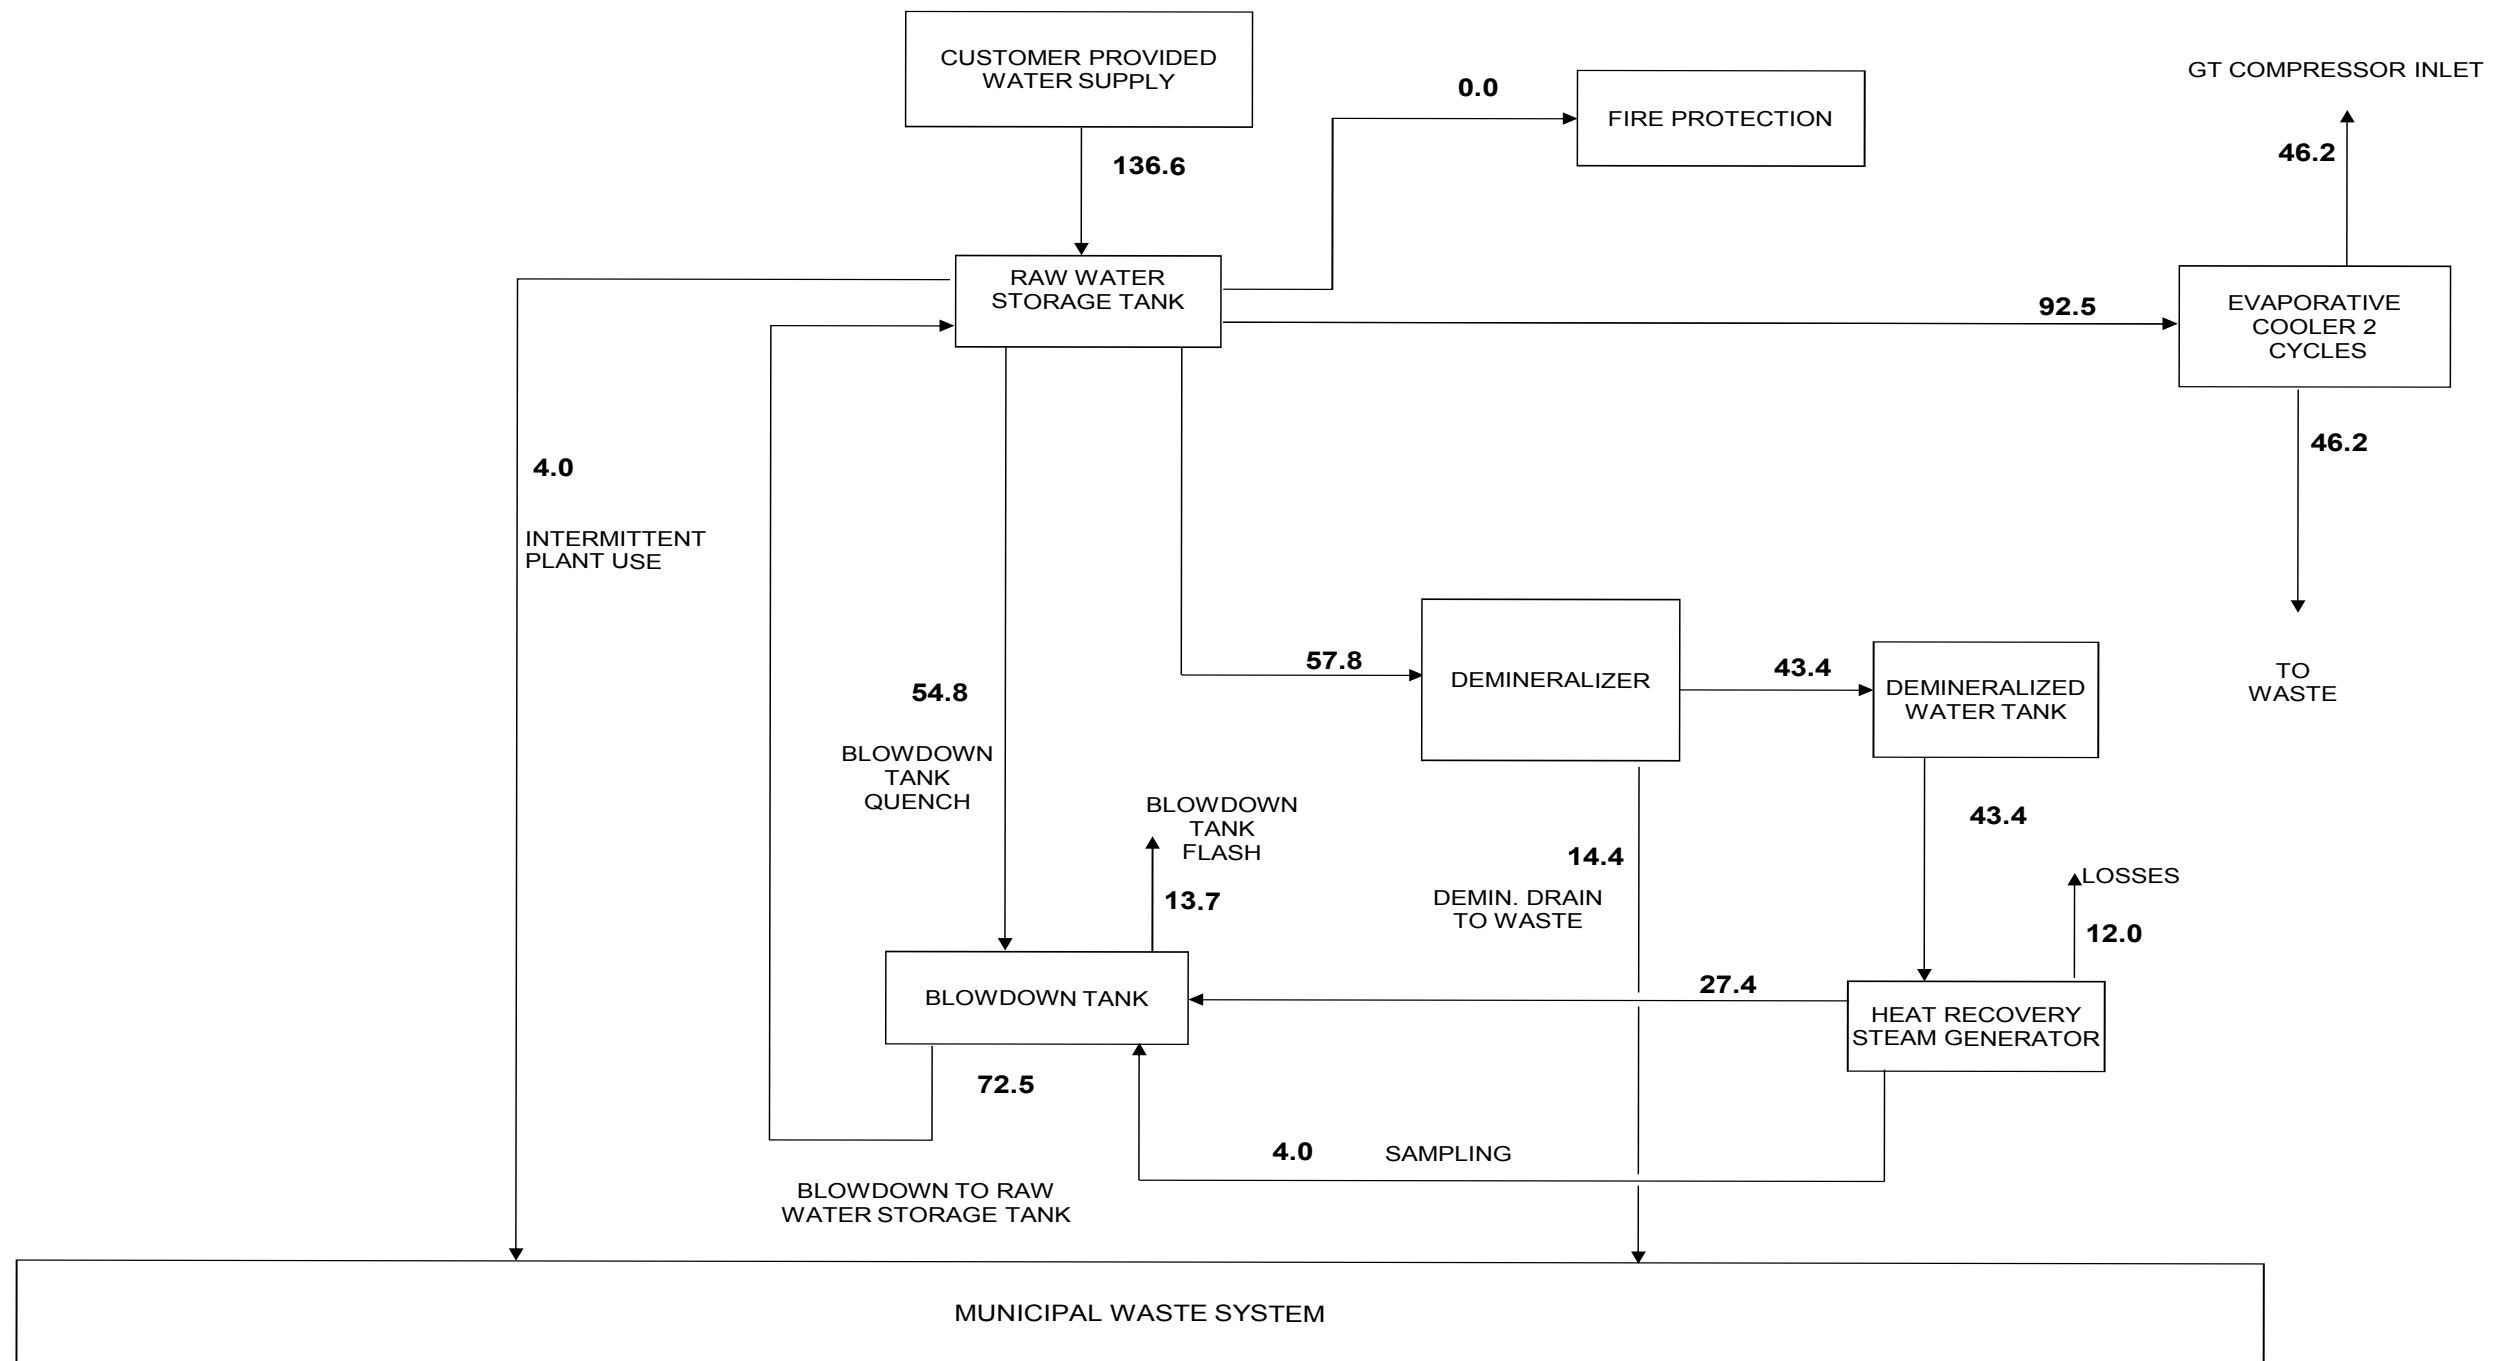 CUSTOMER PROVIDED
WATER SUPPLY
GT COMPRESSOR INLET
0.0
FIRE PROTECTION
136.6
46.2
RAW WATER
STORAGE TANK
92.5
EVAPORATIVE
COOLER 2
CYCLES
46.2
4.0
INTERMITTENT
PLANT USE
57.8
DEMINERALIZER
43.4
DEMINERALIZED
WATER TANK
TO
WASTE
54.8
BLOWDOWN
TANK
QUENCH
BLOWDOWN
TANK
FLASH
13.7
14.4
DEMIN. DRAIN
TO WASTE
43.4
LOSSES
12.0
BLOWDOWN TANK
27.4
HEAT RECOVERY
STEAM GENERATOR
72.5
4.0
SAMPLING
BLOWDOWN TO RAW
WATER STORAGE TANK
MUNICIPAL WASTE SYSTEM